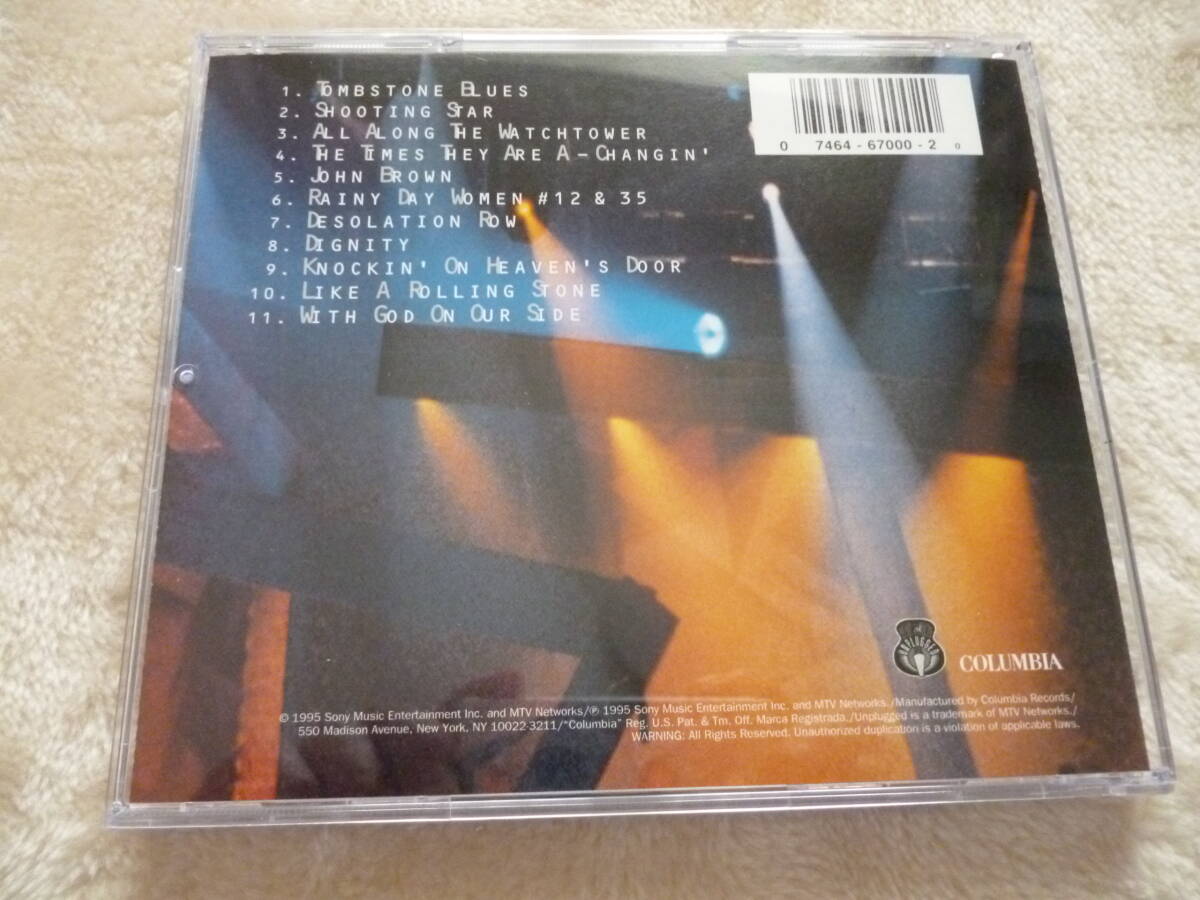 1. Tombstone Blues
2. Shooting Star
3. All Along The Watchtower
4. The Times They Are A-Changin'
5. John Brown
6. Rainy Day Women #12 & 35
7. Desolation Row
8. Dignity
9. Knockin' On Heaven's Door
10. Like A Rolling Stone
11. With God On Our Side
0 7464-67000-2 0
UNPLUGGED
COLUMBIA
© 1995 Sony Music Entertainment Inc. and MTV Networks/℗ 1995 Sony Music Entertainment Inc. and MTV Networks./Manufactured by Columbia Records/
550 Madison Avenue, New York, NY 10022-3211/"Columbia" Reg. U.S. Pat. & Tm. Off. Marca Registrada./Unplugged is a trademark of MTV Networks./
WARNING: All Rights Reserved. Unauthorized duplication is a violation of applicable laws.